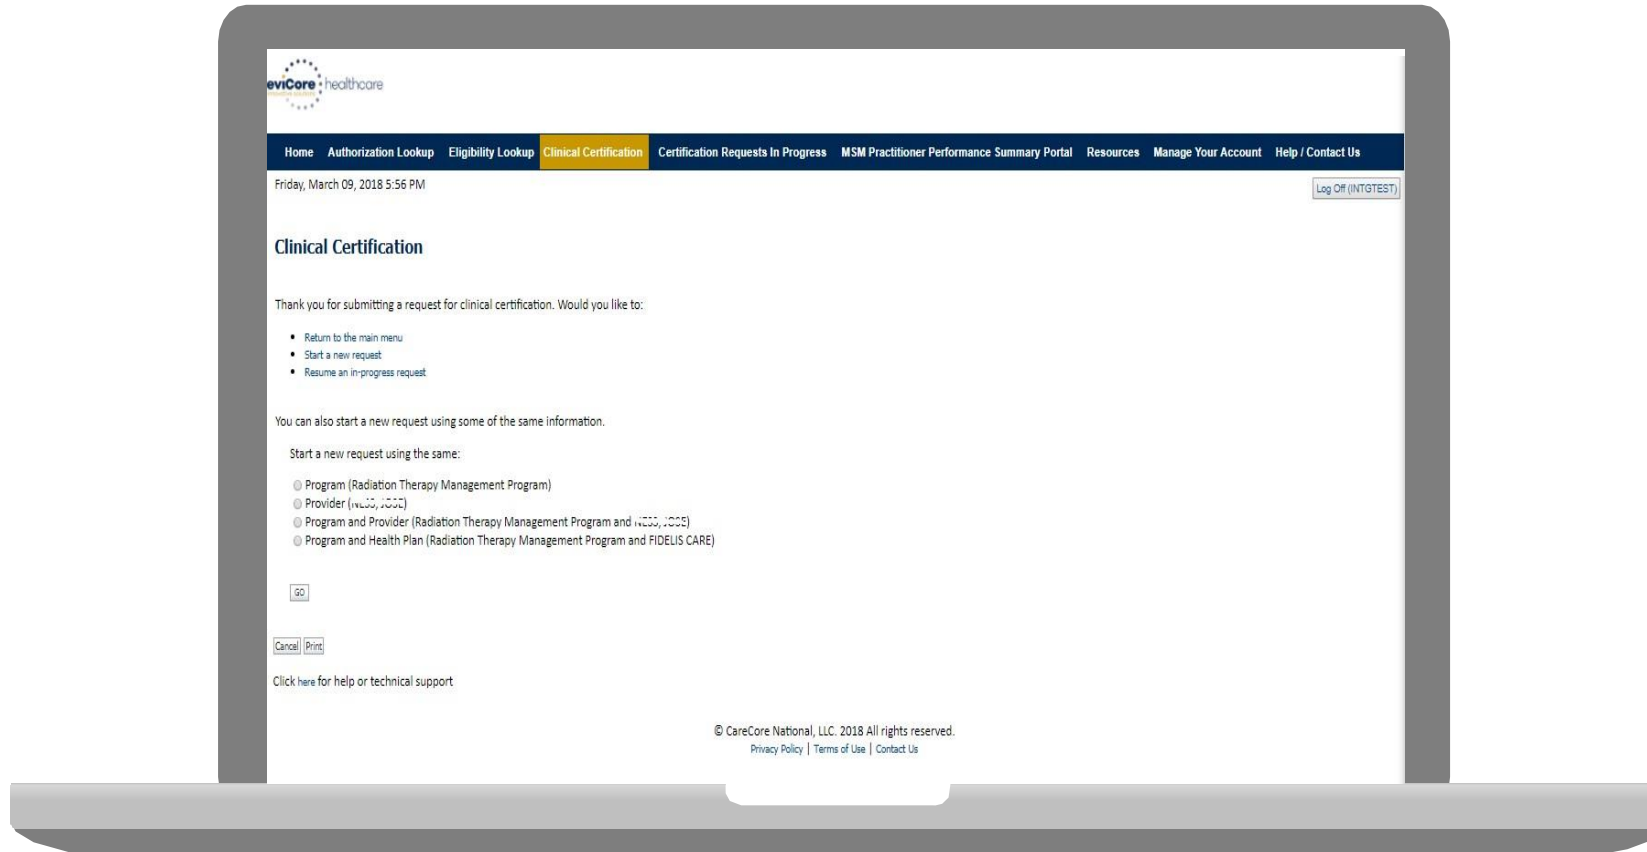 eviCore healthcare
Home Authorization Lookup Eligibility Lookup Clinical Certification Certification Requests In Progress MSM Practitioner Performance Summary Portal Resources Manage Your Account Help / Contact Us
Friday, March 09, 2018 5:56 PM
Log Off (INTGTEST)
Clinical Certification
Thank you for submitting a request for clinical certification. Would you like to:
Return to the main menu
Start a new request
Resume an in-progress request
You can also start a new request using some of the same information.
Start a new request using the same:
Program (Radiation Therapy Management Program)
Provider (
Program and Provider (Radiation Therapy Management Program and
Program and Health Plan (Radiation Therapy Management Program and FIDELIS CARE)
GO
Cancel Print
Click here for help or technical support
© CareCore National, LLC. 2018 All rights reserved.
Privacy Policy | Terms of Use | Contact Us